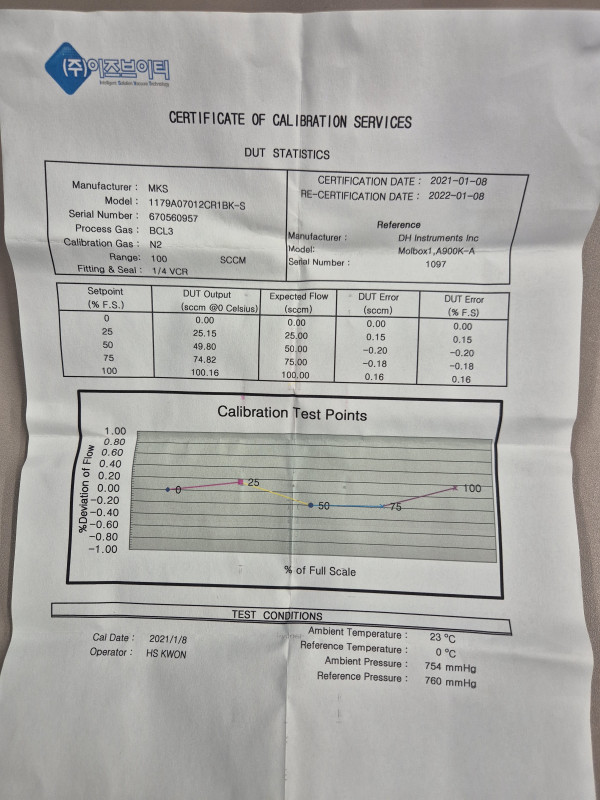 (주)이즈브이티
Intelligent Solution Vacuum Technology
CERTIFICATE OF CALIBRATION SERVICES
DUT STATISTICS
Manufacturer : MKS
Model : 1179A07012CR1BK-S
Serial Number : 670560957
Process Gas : BCL3
Calibration Gas : N2
Range: 100 SCCM
Fitting & Seal : 1/4 VCR
CERTIFICATION DATE : 2021-01-08
RE-CERTIFICATION DATE : 2022-01-08
Reference
Manufacturer : DH Instruments Inc
Model: Molbox1,A900K-A
Serial Number : 1097
Setpoint DUT Output Expected Flow DUT Error DUT Error
(% F.S.) (sccm @0 Celsius) (sccm) (sccm) (% F.S)
0 0.00 0.00 0.00 0.00
25 25.15 25.00 0.15 0.15
50 49.80 50.00 -0.20 -0.20
75 74.82 75.00 -0.18 -0.18
100 100.16 100.00 0.16 0.16
Calibration Test Points
%Deviation of Flow
1.00
0.80
0.60
0.40
0.20
0.00
-0.20
-0.40
-0.60
-0.80
-1.00
0 25 50 75 100
% of Full Scale
TEST CONDITIONS
Cal Date : 2021/1/8
Operator : HS KWON
Ambient Temperature : 23 ºC
Reference Temperature : 0 ºC
Ambient Pressure : 754 mmHg
Reference Pressure : 760 mmHg